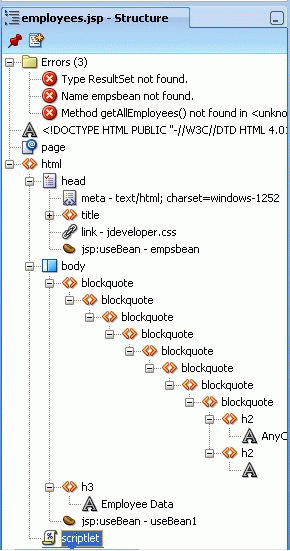 employees.jsp - Structure
Errors (3)
Type ResultSet not found.
Name empsbean not found.
Method getAllEmployees() not found in <unkno
<!DOCTYPE HTML PUBLIC "-//W3C//DTD HTML 4.01
page
html
head
meta - text/html; charset=windows-1252
title
link - jdeveloper.css
jsp:useBean - empsbean
body
blockquote
blockquote
blockquote
blockquote
blockquote
blockquote
blockquote
h2
AnyC
h2
h3
Employee Data
jsp:useBean - useBean1
scriptlet